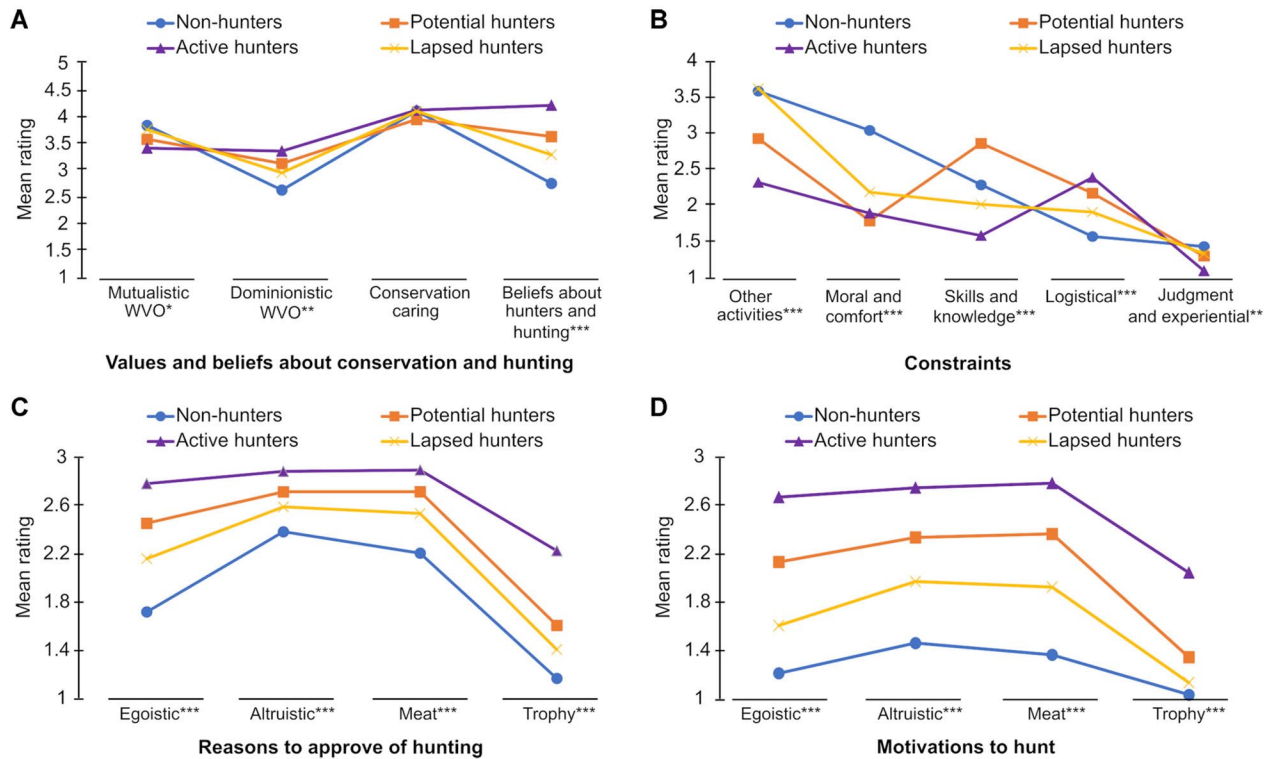 A
Non-hunters
Potential hunters
Active hunters
Lapsed hunters
5
4.5
4
3.5
3
2.5
2
1.5
1
Mean rating
Mutualistic
WVO*
Dominionistic
WVO**
Conservation
caring
Beliefs about
hunters and
hunting***
Values and beliefs about conservation and hunting
B
Non-hunters
Potential hunters
Active hunters
Lapsed hunters
4
3.5
3
2.5
2
1.5
1
Mean rating
Other
activities***
Moral and
comfort***
Skills and
knowledge***
Logistical***
Judgment
and experiential**
Constraints
C
Non-hunters
Potential hunters
Active hunters
Lapsed hunters
3
2.6
2.2
1.8
1.4
1
Mean rating
Egoistic***
Altruistic***
Meat***
Trophy***
Reasons to approve of hunting
D
Non-hunters
Potential hunters
Active hunters
Lapsed hunters
3
2.6
2.2
1.8
1.4
1
Mean rating
Egoistic***
Altruistic***
Meat***
Trophy***
Motivations to hunt